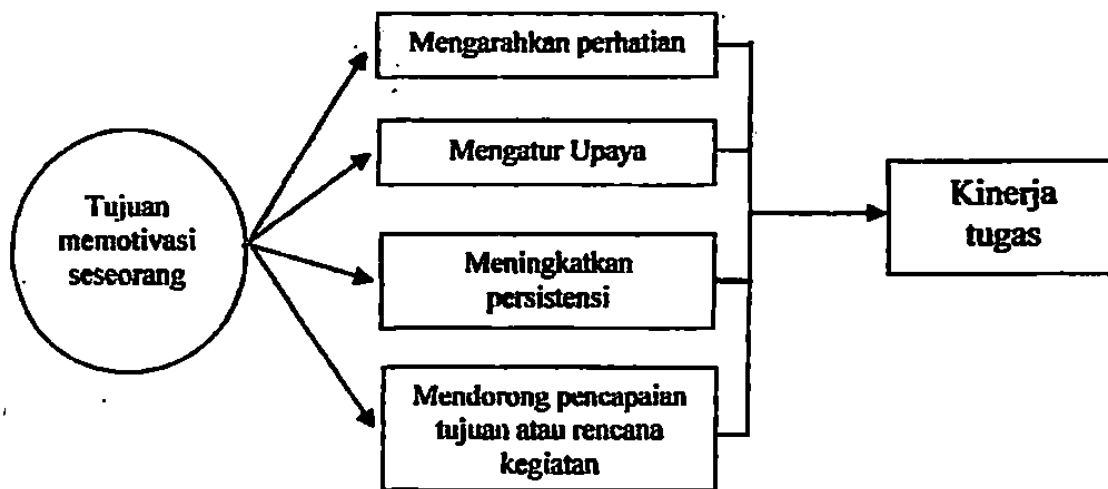 Mengarahkan perhatian
Mengatur Upaya
Tujuan
memotivasi
seseorang
Meningkatkan
persistensi
Mendorong pencapaian
tujuan atau rencana
kegiatan
Kinerja
tugas